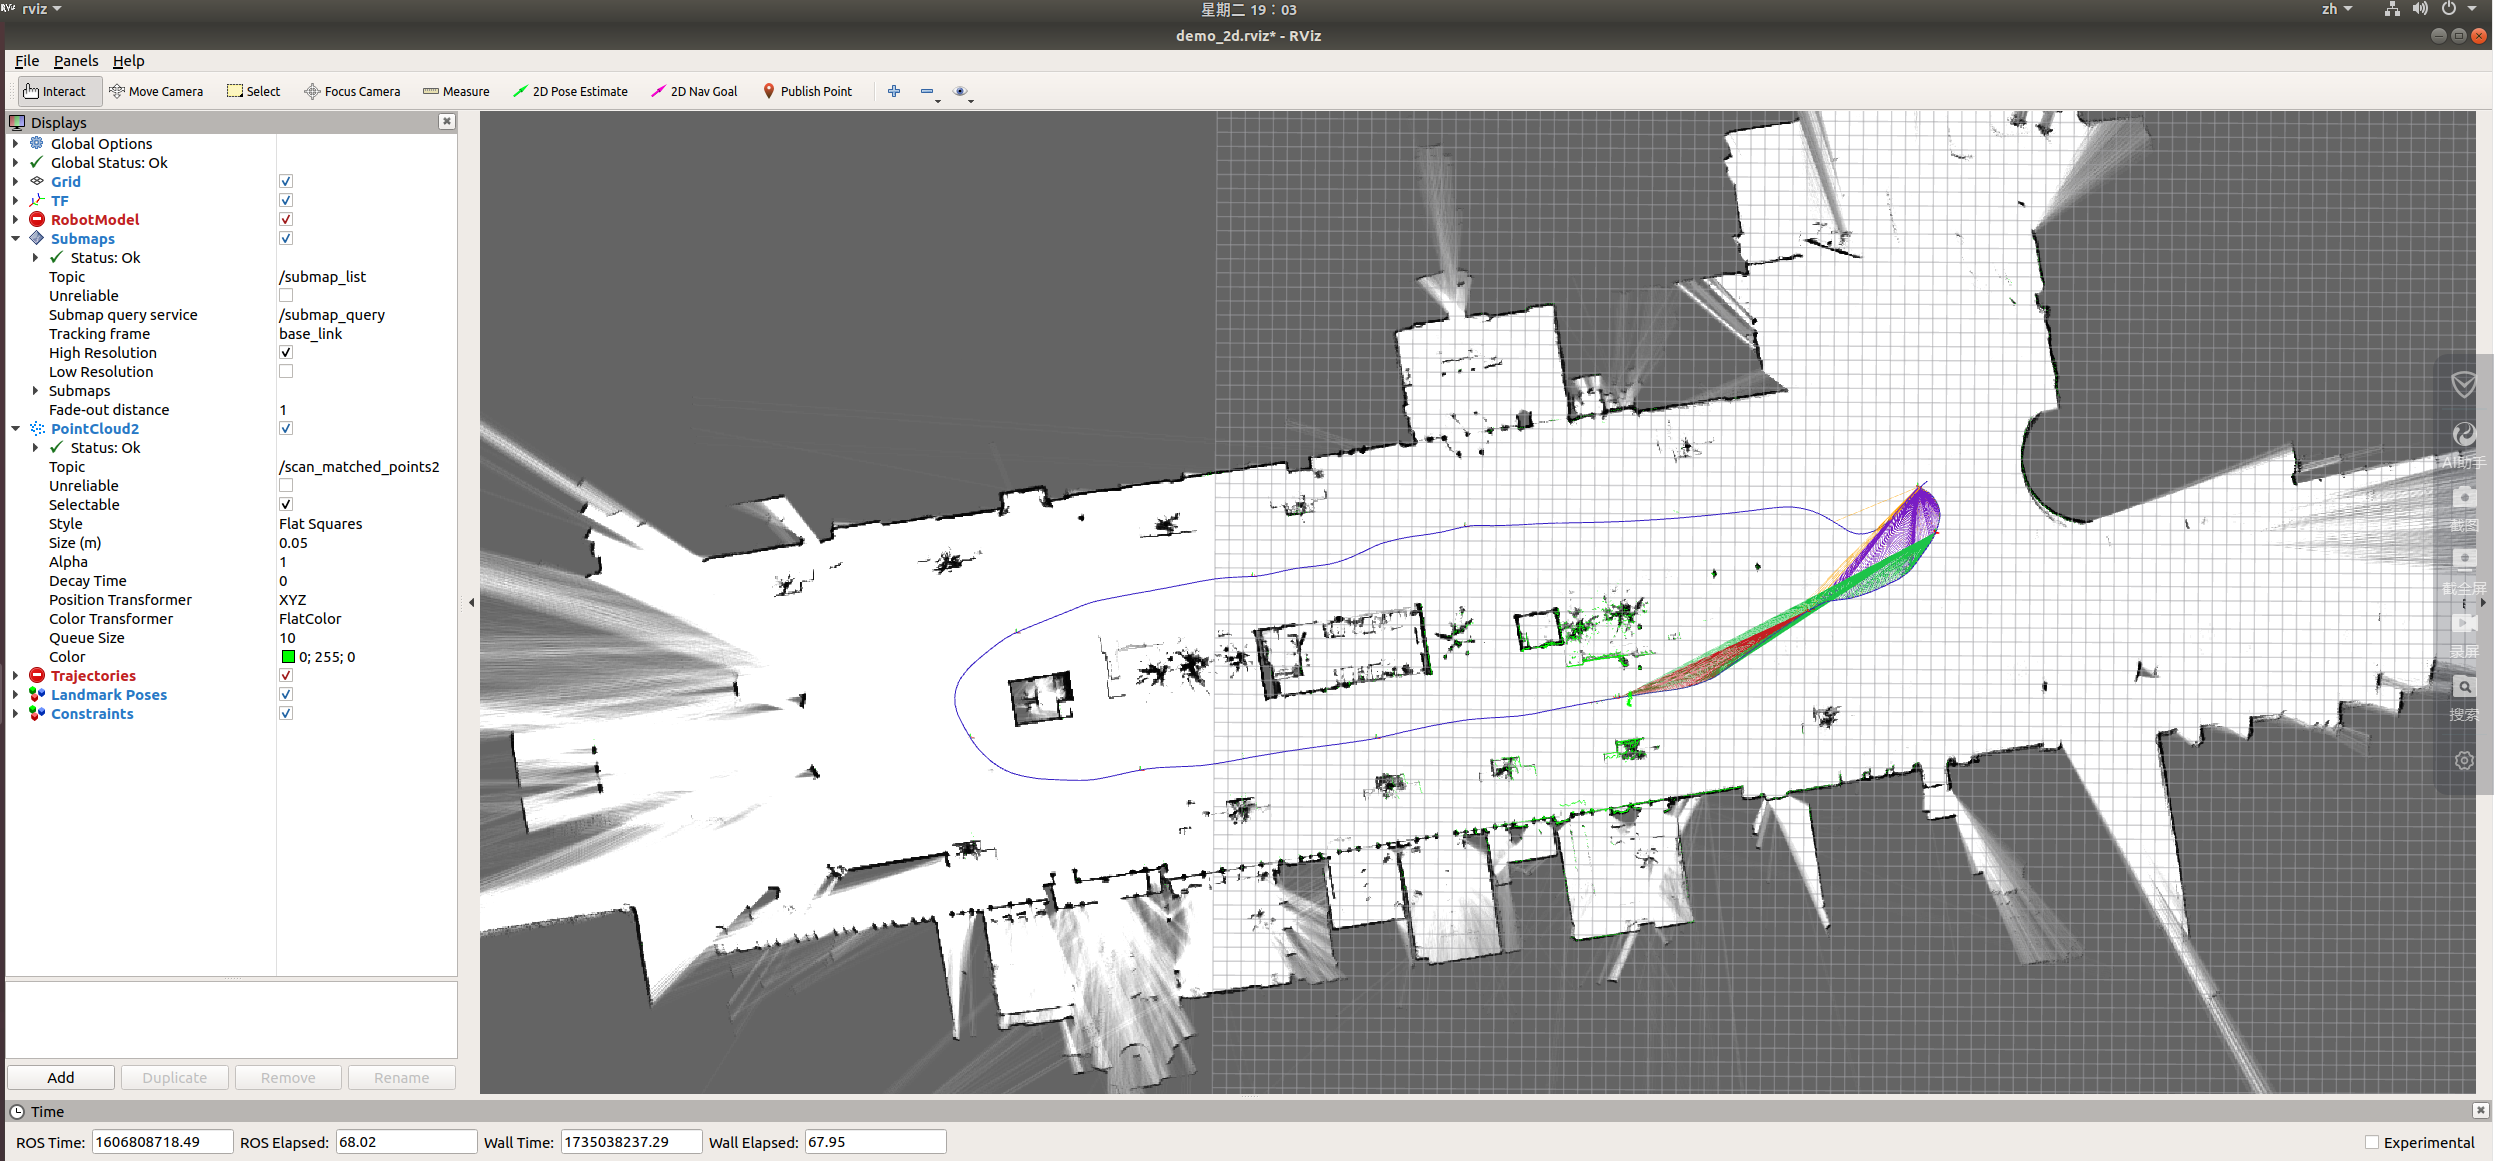 rviz
星期二 19：03
zh
demo_2d.rviz* - RViz
File Panels Help
Interact Move Camera Select Focus Camera Measure 2D Pose Estimate 2D Nav Goal Publish Point
Displays
Global Options
Global Status: Ok
Grid
TF
RobotModel
Submaps
Status: Ok
Topic /submap_list
Unreliable
Submap query service /submap_query
Tracking frame base_link
High Resolution
Low Resolution
Submaps
Fade-out distance 1
PointCloud2
Status: Ok
Topic /scan_matched_points2
Unreliable
Selectable
Style Flat Squares
Size (m) 0.05
Alpha 1
Decay Time 0
Position Transformer XYZ
Color Transformer FlatColor
Queue Size 10
Color 0; 255; 0
Trajectories
Landmark Poses
Constraints
AI助手
截图
截全屏
录屏
搜索
Add Duplicate Remove Rename
Time
ROS Time: 1606808718.49 ROS Elapsed: 68.02 Wall Time: 1735038237.29 Wall Elapsed: 67.95 Experimental